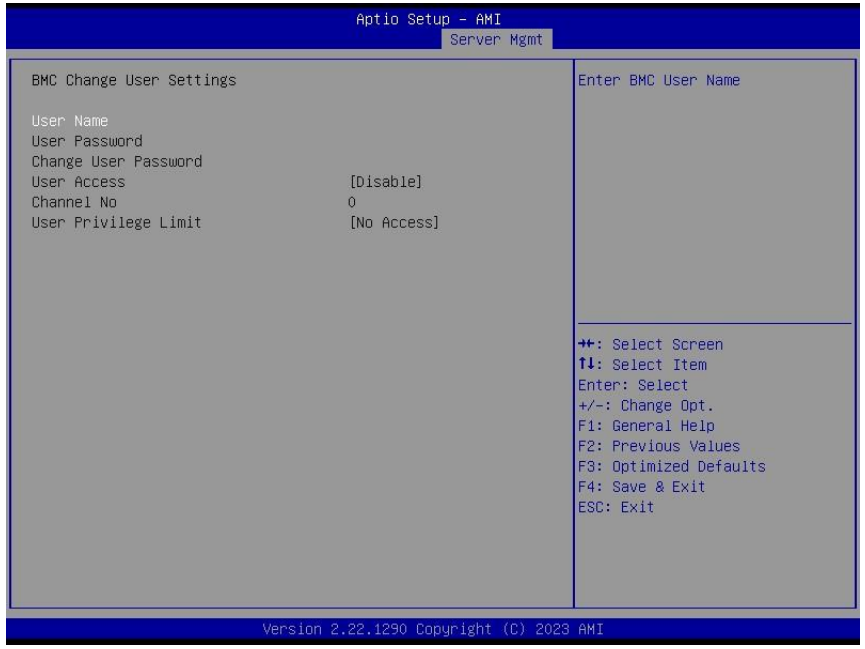 Aptio Setup – AMI
Server Mgmt
BMC Change User Settings
User Name
User Password
Change User Password
User Access [Disable]
Channel No 0
User Privilege Limit [No Access]
Enter BMC User Name
→←: Select Screen
↑↓: Select Item
Enter: Select
+/-: Change Opt.
F1: General Help
F2: Previous Values
F3: Optimized Defaults
F4: Save & Exit
ESC: Exit
Version 2.22.1290 Copyright (C) 2023 AMI